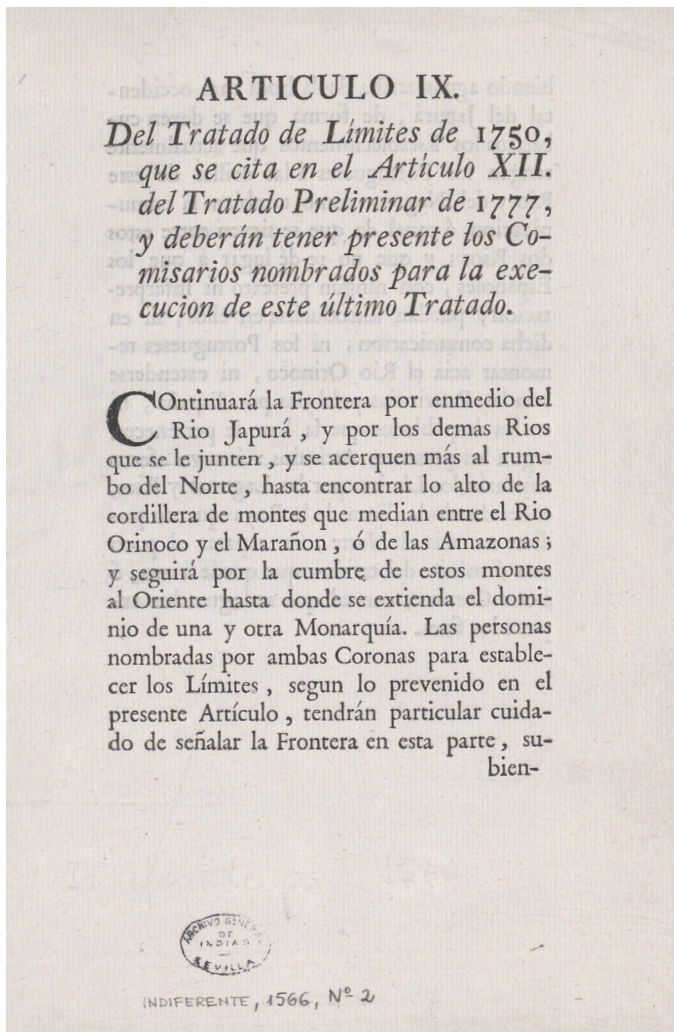 ARTICULO IX.
Del Tratado de Límites de 1750,
que se cita en el Artículo XII.
del Tratado Preliminar de 1777,
y deberán tener presente los Co-
misarios nombrados para la exe-
cucion de este último Tratado.
COntinuará la Frontera por enmedio del
Rio Japurá , y por los demas Rios
que se le junten , y se acerquen más al rum-
bo del Norte , hasta encontrar lo alto de la
cordillera de montes que median entre el Rio
Orinoco y el Marañon , ó de las Amazonas ;
y seguirá por la cumbre de estos montes
al Oriente hasta donde se extienda el domi-
nio de una y otra Monarquía. Las personas
nombradas por ambas Coronas para estable-
cer los Límites , segun lo prevenido en el
presente Artículo , tendrán particular cuida-
do de señalar la Frontera en esta parte , su-
bien-
ARCHIVO GENERAL
DE
INDIAS
SEVILLA
INDIFERENTE, 1566, Nº 2